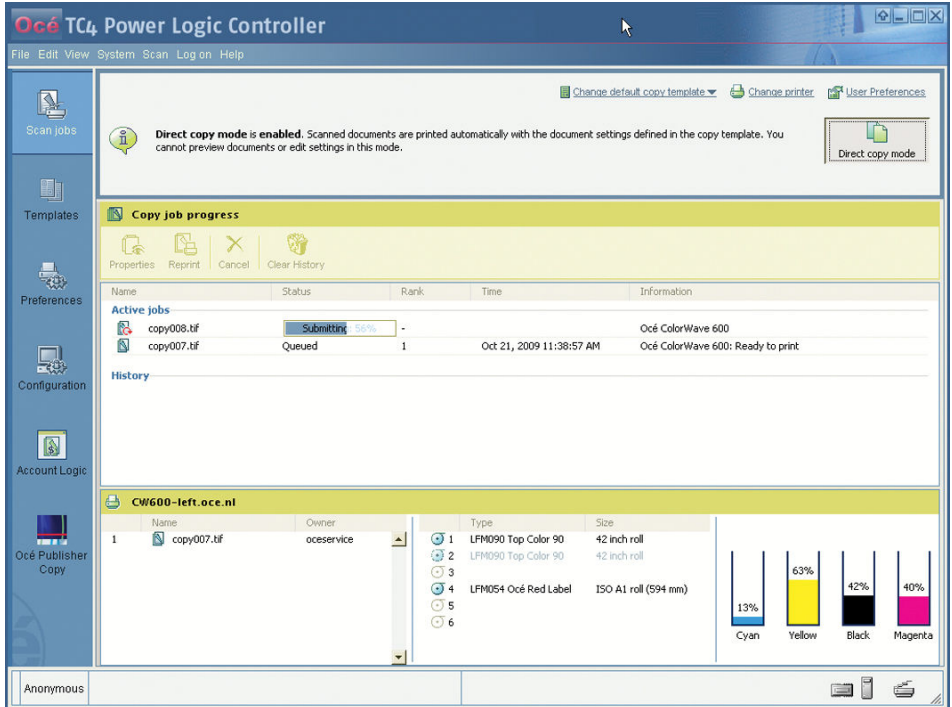 Océ TC4 Power Logic Controller
File Edit View System Scan Log on Help
Scan jobs
Templates
Preferences
Configuration
Account Logic
Océ Publisher
Copy
Change default copy template
Change printer
User Preferences
Direct copy mode is enabled. Scanned documents are printed automatically with the document settings defined in the copy template. You
cannot preview documents or edit settings in this mode.
Direct copy mode
Copy job progress
Properties Reprint Cancel Clear History
Name Status Rank Time Information
Active jobs
copy008.tif Submitting: 56% - Océ ColorWave 600
copy007.tif Queued 1 Oct 21, 2009 11:38:57 AM Océ ColorWave 600: Ready to print
History
CW600-left.oce.nl
Name Owner
1 copy007.tif oceservice
Type Size
1 LFM090 Top Color 90 42 inch roll
2 LFM090 Top Color 90 42 inch roll
3
4 LFM054 Océ Red Label ISO A1 roll (594 mm)
5
6
13% 63% 42% 40%
Cyan Yellow Black Magenta
Anonymous